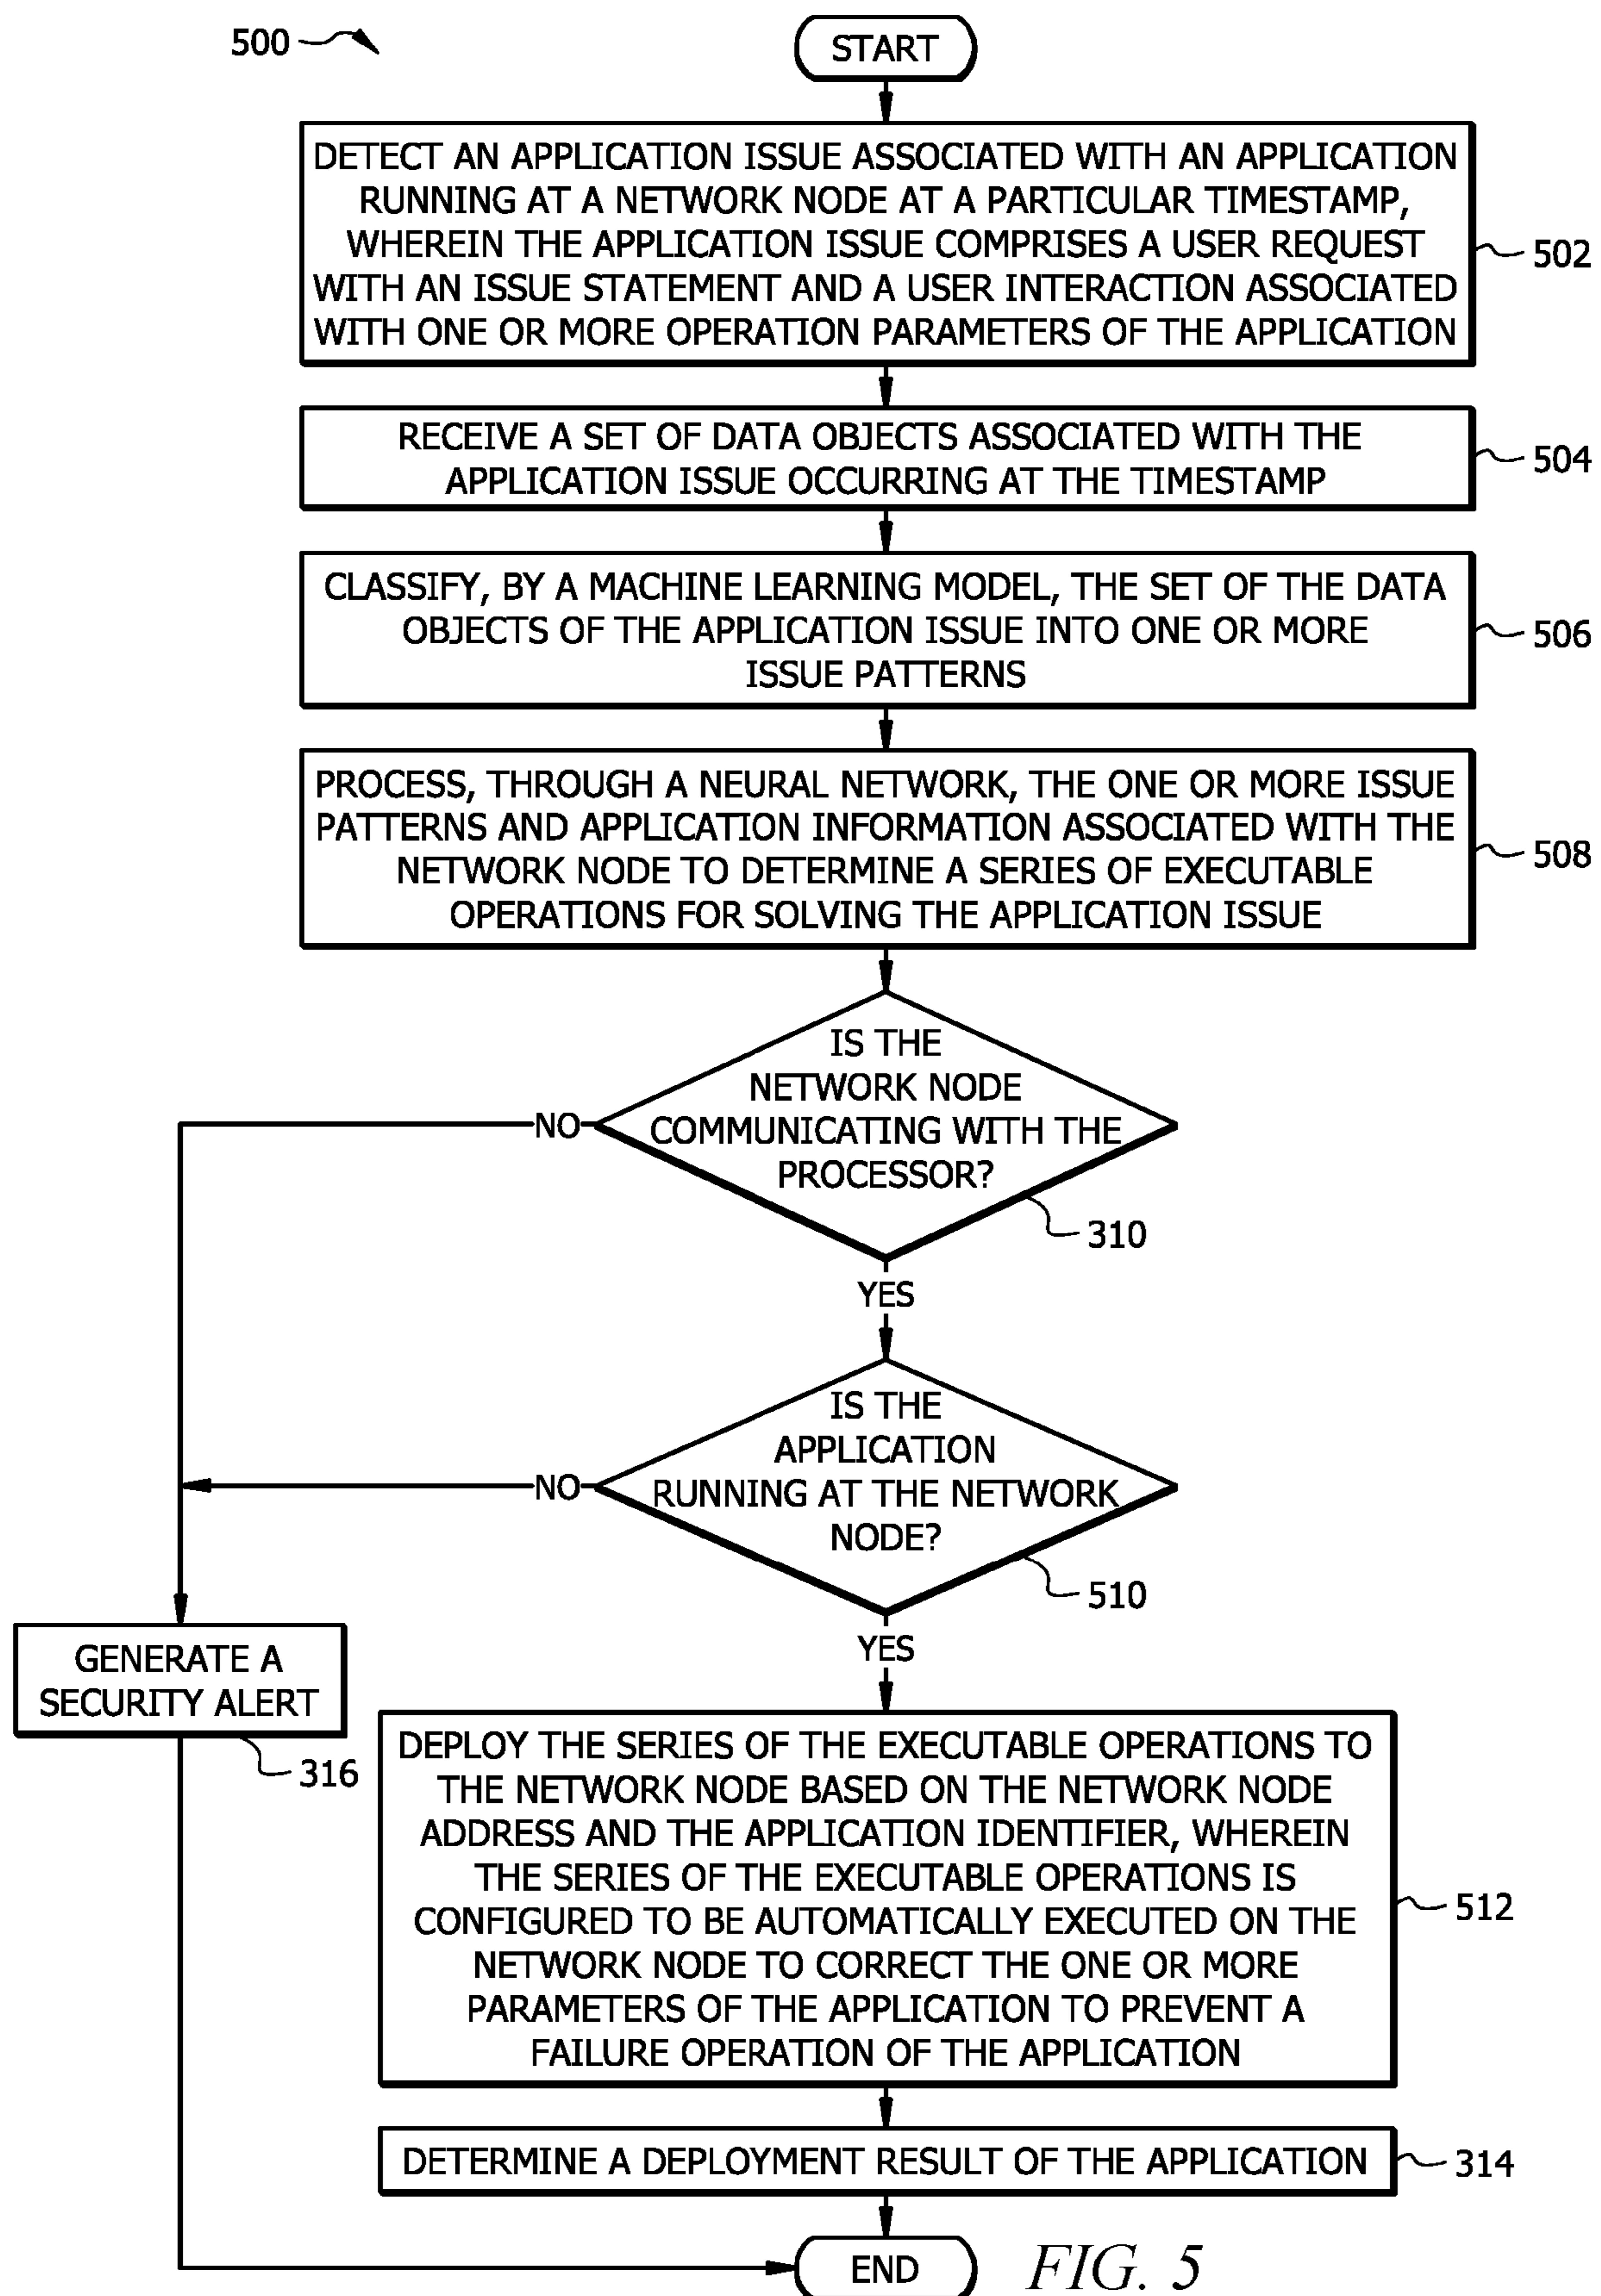 500
START
DETECT AN APPLICATION ISSUE ASSOCIATED WITH AN APPLICATION
RUNNING AT A NETWORK NODE AT A PARTICULAR TIMESTAMP,
WHEREIN THE APPLICATION ISSUE COMPRISES A USER REQUEST
WITH AN ISSUE STATEMENT AND A USER INTERACTION ASSOCIATED
WITH ONE OR MORE OPERATION PARAMETERS OF THE APPLICATION
502
RECEIVE A SET OF DATA OBJECTS ASSOCIATED WITH THE
APPLICATION ISSUE OCCURRING AT THE TIMESTAMP
504
CLASSIFY, BY A MACHINE LEARNING MODEL, THE SET OF THE DATA
OBJECTS OF THE APPLICATION ISSUE INTO ONE OR MORE
ISSUE PATTERNS
506
PROCESS, THROUGH A NEURAL NETWORK, THE ONE OR MORE ISSUE
PATTERNS AND APPLICATION INFORMATION ASSOCIATED WITH THE
NETWORK NODE TO DETERMINE A SERIES OF EXECUTABLE
OPERATIONS FOR SOLVING THE APPLICATION ISSUE
508
IS THE
NETWORK NODE
COMMUNICATING WITH THE
PROCESSOR?
NO
310
YES
IS THE
APPLICATION
RUNNING AT THE NETWORK
NODE?
NO
510
YES
GENERATE A
SECURITY ALERT
316
DEPLOY THE SERIES OF THE EXECUTABLE OPERATIONS TO
THE NETWORK NODE BASED ON THE NETWORK NODE
ADDRESS AND THE APPLICATION IDENTIFIER, WHEREIN
THE SERIES OF THE EXECUTABLE OPERATIONS IS
CONFIGURED TO BE AUTOMATICALLY EXECUTED ON THE
NETWORK NODE TO CORRECT THE ONE OR MORE
PARAMETERS OF THE APPLICATION TO PREVENT A
FAILURE OPERATION OF THE APPLICATION
512
DETERMINE A DEPLOYMENT RESULT OF THE APPLICATION
314
END
FIG. 5